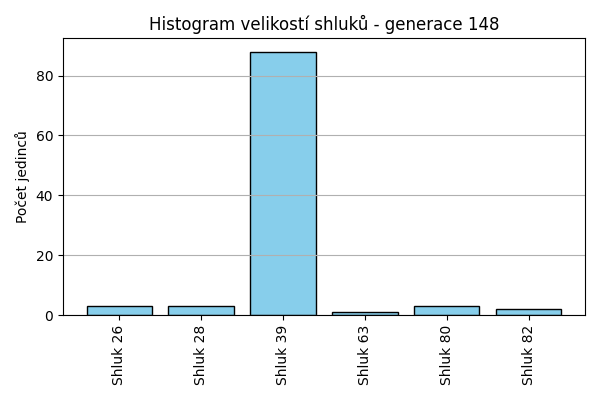 Histogram velikostí shluků - generace 148
Počet jedinců
80
60
40
20
0
Shluk 26
Shluk 28
Shluk 39
Shluk 63
Shluk 80
Shluk 82